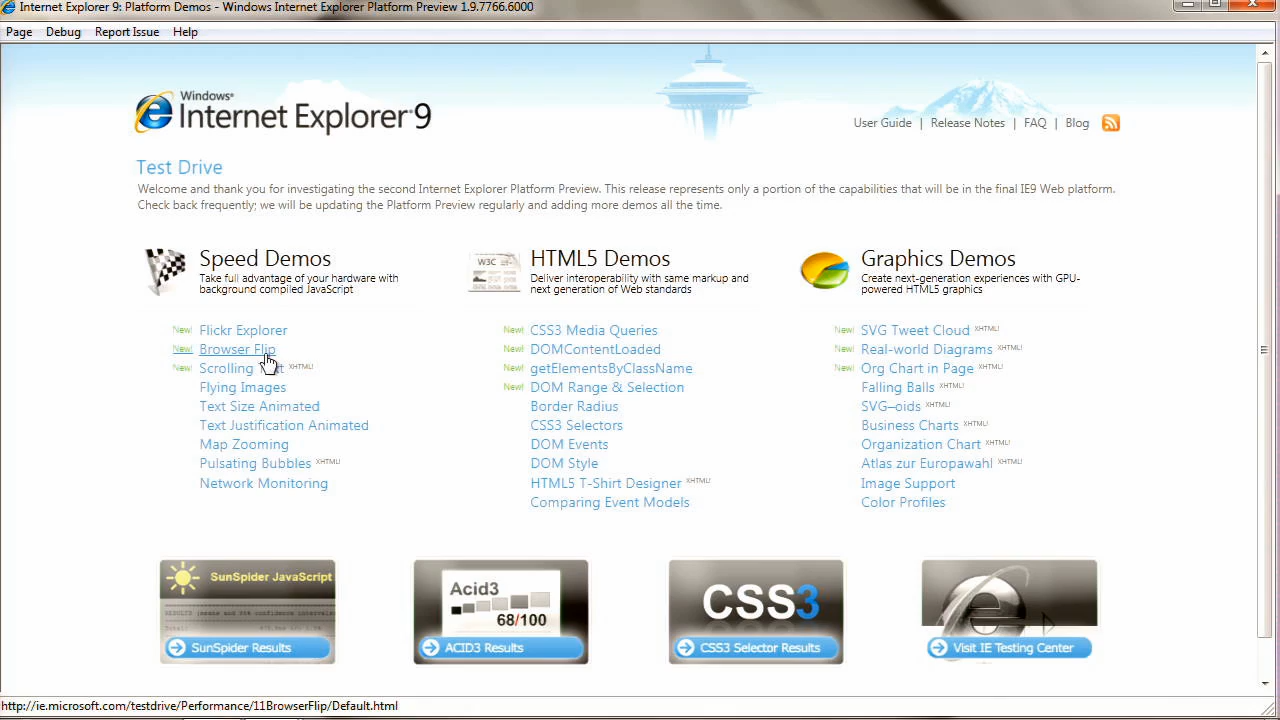 Internet Explorer 9: Platform Demos - Windows Internet Explorer Platform Preview 1.9.7766.6000
Page Debug Report Issue Help
Windows®
Internet Explorer 9
User Guide | Release Notes | FAQ | Blog
Test Drive
Welcome and thank you for investigating the second Internet Explorer Platform Preview. This release represents only a portion of the capabilities that will be in the final IE9 Web platform.
Check back frequently; we will be updating the Platform Preview regularly and adding more demos all the time.
Speed Demos
Take full advantage of your hardware with
background compiled JavaScript
New! Flickr Explorer
New! Browser Flip
New! Scrolling XHTML!
Flying Images
Text Size Animated
Text Justification Animated
Map Zooming
Pulsating Bubbles XHTML!
Network Monitoring
W3C
HTML5 Demos
Deliver interoperability with same markup and
next generation of Web standards
New! CSS3 Media Queries
New! DOMContentLoaded
New! getElementsByClassName
New! DOM Range & Selection
Border Radius
CSS3 Selectors
DOM Events
DOM Style
HTML5 T-Shirt Designer XHTML!
Comparing Event Models
Graphics Demos
Create next-generation experiences with GPU-
powered HTML5 graphics
New! SVG Tweet Cloud XHTML!
New! Real-world Diagrams XHTML!
New! Org Chart in Page XHTML!
Falling Balls XHTML!
SVG–oids XHTML!
Business Charts XHTML!
Organization Chart XHTML!
Atlas zur Europawahl XHTML!
Image Support
Color Profiles
SunSpider JavaScript
SunSpider Results
Acid3
68/100
ACID3 Results
CSS3
CSS3 Selector Results
Visit IE Testing Center
http://ie.microsoft.com/testdrive/Performance/11BrowserFlip/Default.html